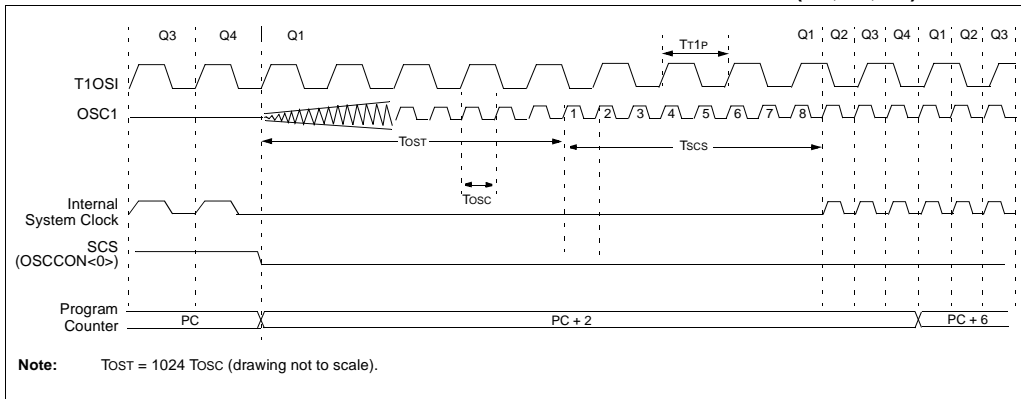 Q3 Q4 Q1 Q1 Q2 Q3 Q4 Q1 Q2 Q3
TT1P
T1OSI
OSC1
1 2 3 4 5 6 7 8
TOST
TSCS
TOSC
Internal
System Clock
SCS
(OSCCON<0>)
Program
Counter
PC PC + 2 PC + 6
Note: TOST = 1024 TOSC (drawing not to scale).